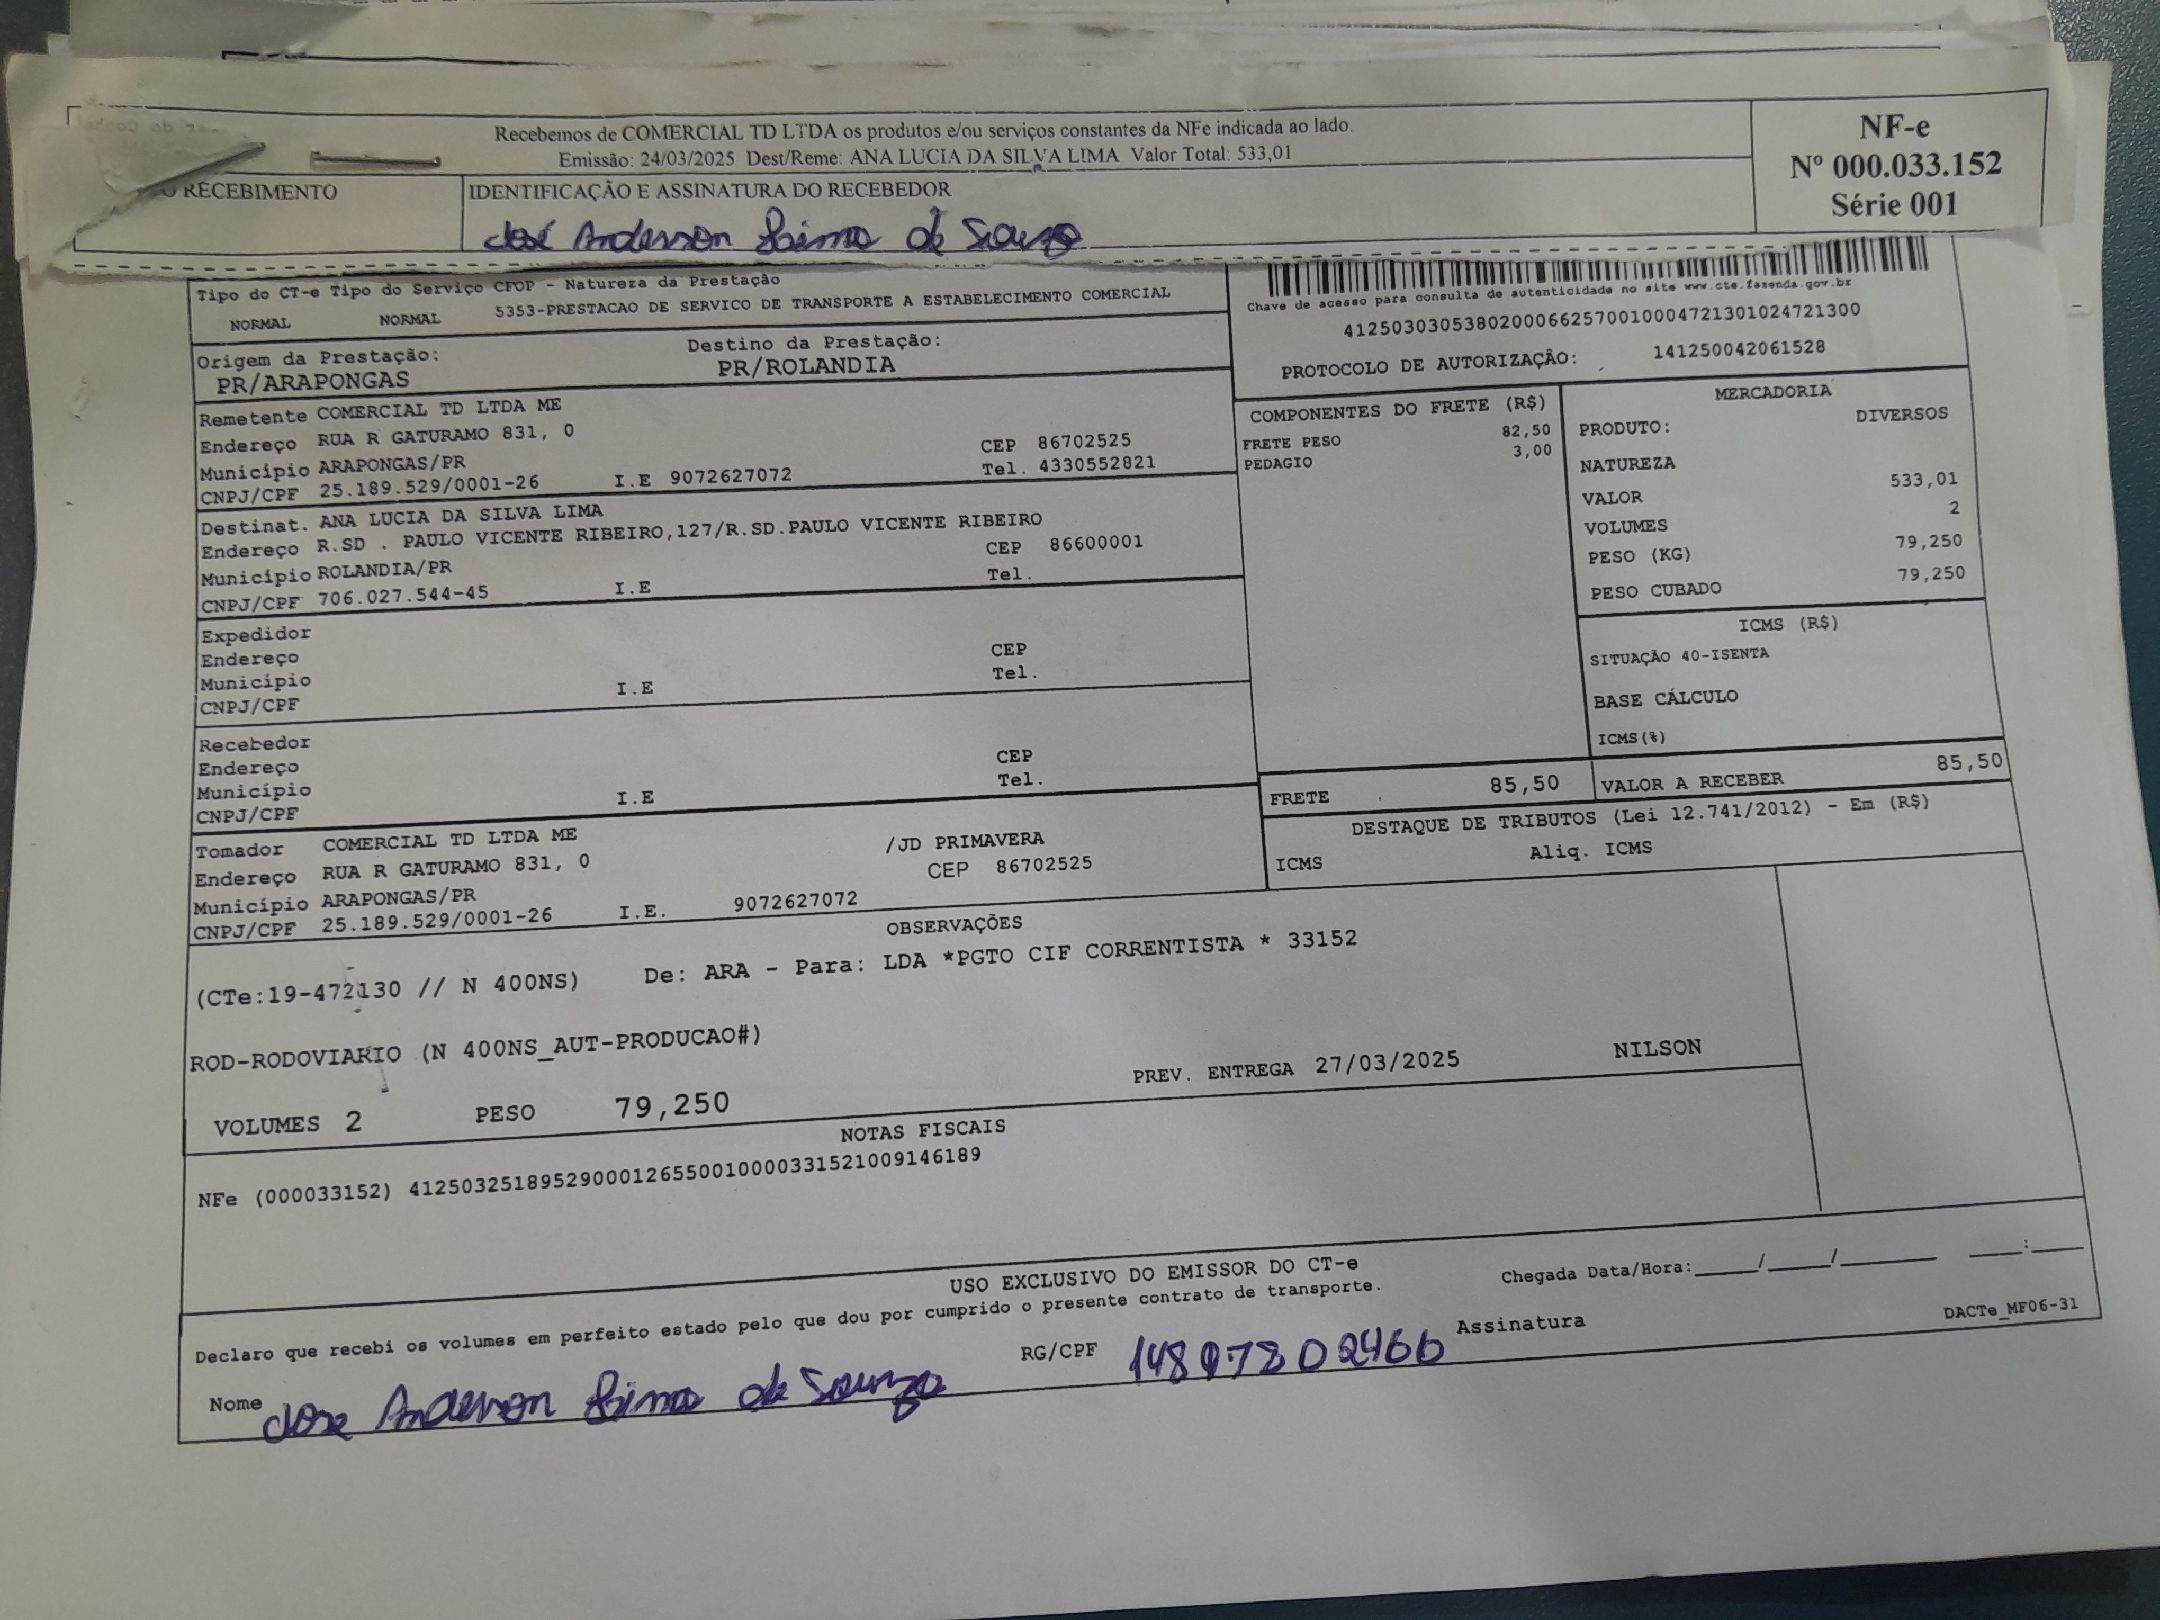 Recebemos de COMERCIAL TD LTDA os produtos e/ou serviços constantes da NFe indicada ao lado.
Emissão: 24/03/2025 Dest/Reme: ANA LUCIA DA SILVA LIMA Valor Total: 533,01
NF-e
Nº 000.033.152
Série 001
RECEBIMENTO
IDENTIFICAÇÃO E ASSINATURA DO RECEBEDOR
José Anderson de Souza
Tipo do CT-e Tipo do Serviço CFOP - Natureza da Prestação
NORMAL NORMAL 5353-PRESTACAO DE SERVICO DE TRANSPORTE A ESTABELECIMENTO COMERCIAL
Chave de acesso para consulta de autenticidade no site www.cte.fazenda.gov.br
41250303053802000662570010004721301024721300
PROTOCOLO DE AUTORIZAÇÃO: 141250042061528
Origem da Prestação: Destino da Prestação:
PR/ARAPONGAS PR/ROLANDIA
Remetente COMERCIAL TD LTDA ME
Endereço RUA R GATURAMO 831, 0 CEP 86702525
Município ARAPONGAS/PR Tel. 4330552821
CNPJ/CPF 25.189.529/0001-26 I.E 9072627072
Destinat. ANA LUCIA DA SILVA LIMA
Endereço R.SD . PAULO VICENTE RIBEIRO,127/R.SD.PAULO VICENTE RIBEIRO
CEP 86600001
Município ROLANDIA/PR Tel.
CNPJ/CPF 706.027.544-45 I.E
Expedidor
Endereço CEP
Município Tel.
CNPJ/CPF I.E
Recebedor
Endereço CEP
Município Tel.
CNPJ/CPF I.E
Tomador COMERCIAL TD LTDA ME /JD PRIMAVERA
Endereço RUA R GATURAMO 831, 0 CEP 86702525
Município ARAPONGAS/PR
CNPJ/CPF 25.189.529/0001-26 I.E. 9072627072
COMPONENTES DO FRETE (R$)
FRETE PESO 82,50
PEDAGIO 3,00
MERCADORIA
PRODUTO: DIVERSOS
NATUREZA
VALOR 533,01
VOLUMES 2
PESO (KG) 79,250
PESO CUBADO 79,250
ICMS (R$)
SITUAÇÃO 40-ISENTA
BASE CÁLCULO
ICMS(%)
FRETE 85,50 VALOR A RECEBER 85,50
DESTAQUE DE TRIBUTOS (Lei 12.741/2012) - Em (R$)
ICMS Aliq. ICMS
OBSERVAÇÕES
(CTe:19-472130 // N 400NS) De: ARA - Para: LDA *PGTO CIF CORRENTISTA * 33152
ROD-RODOVIARIO (N 400NS_AUT-PRODUCAO#)
PREV. ENTREGA 27/03/2025 NILSON
VOLUMES 2 PESO 79,250
NOTAS FISCAIS
NFe (000033152) 41250325189529000126550010000331521009146189
USO EXCLUSIVO DO EMISSOR DO CT-e
Declaro que recebi os volumes em perfeito estado pelo que dou por cumprido o presente contrato de transporte.
Chegada Data/Hora:_____/_____/_______ ____:____
Nome José Anderson de Souza RG/CPF 14807802466 Assinatura
DACTe_MF06-31